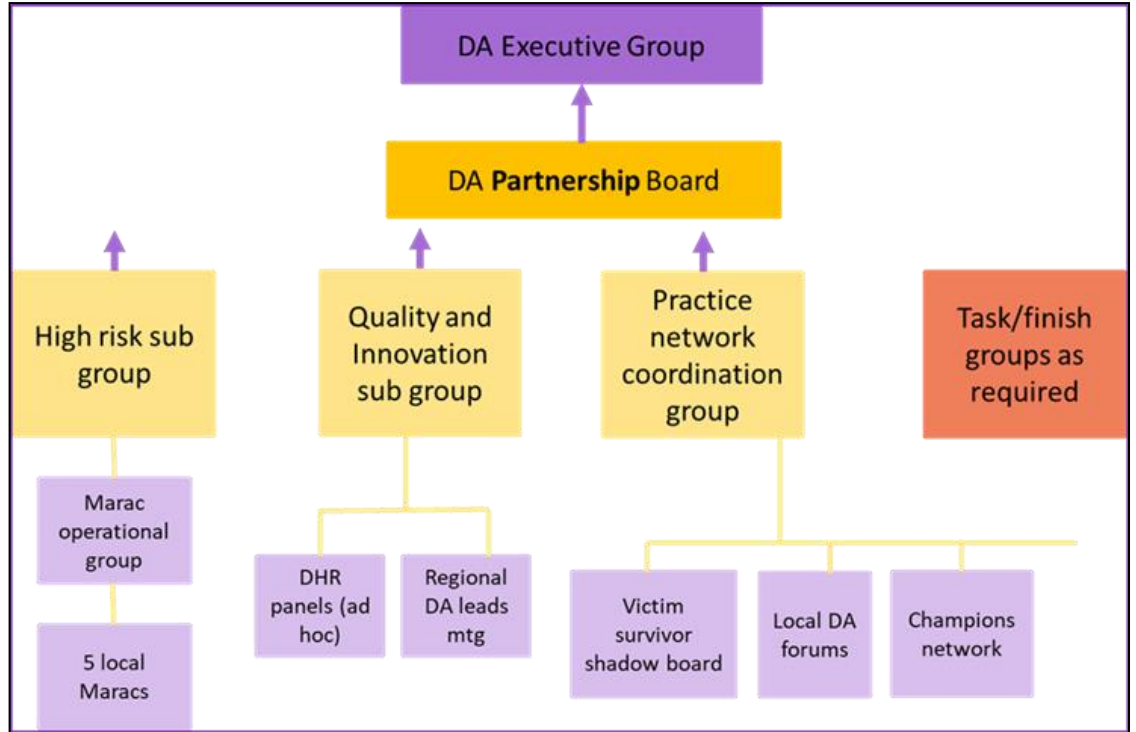 DA Executive Group
DA Partnership Board
High risk sub
group
Quality and
Innovation
sub group
Practice
network
coordination
group
Task/finish
groups as
required
Marac
operational
group
5 local
Maracs
DHR
panels (ad
hoc)
Regional
DA leads
mtg
Victim
survivor
shadow board
Local DA
forums
Champions
network